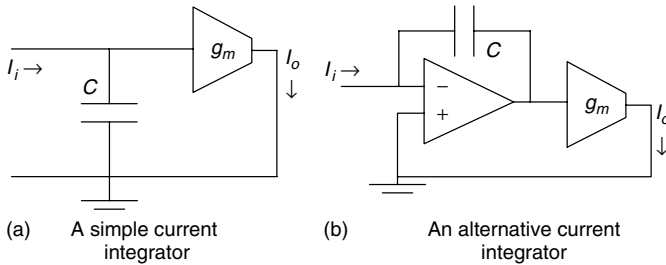 g_m
I_i →
C
I_o
↓
(a) A simple current
integrator
C
I_i →
−
+
g_m
I_o
↓
(b) An alternative current
integrator